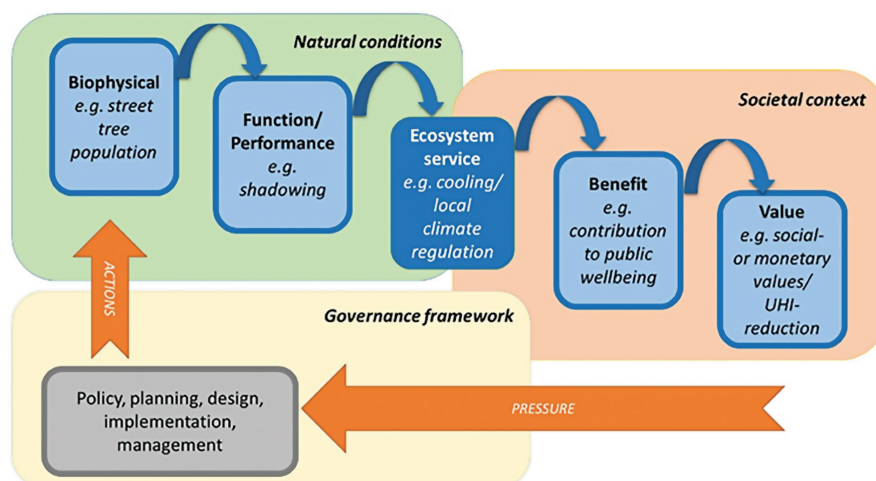 Natural conditions
Biophysical
e.g. street
tree
population
Function/
Performance
e.g.
shadowing
Ecosystem
service
e.g. cooling/
local
climate
regulation
Societal context
Benefit
e.g.
contribution
to public
wellbeing
Value
e.g. social-
or monetary
values/
UHI-
reduction
ACTIONS
Governance framework
Policy, planning, design,
implementation,
management
PRESSURE